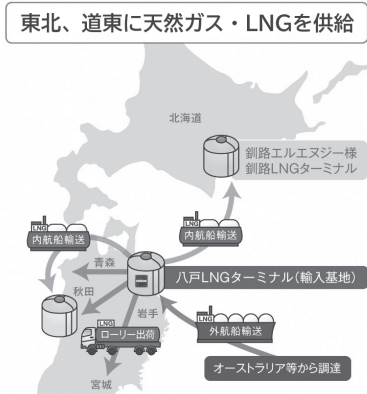 東北、道東に天然ガス・LNGを供給
北海道
釧路エルエヌジー様
釧路LNGターミナル
LNG
内航船輸送
LNG
内航船輸送
青森
八戸LNGターミナル(輸入基地)
秋田
岩手
LNG
ローリー出荷
LNG
外航船輸送
オーストラリア等から調達
宮城